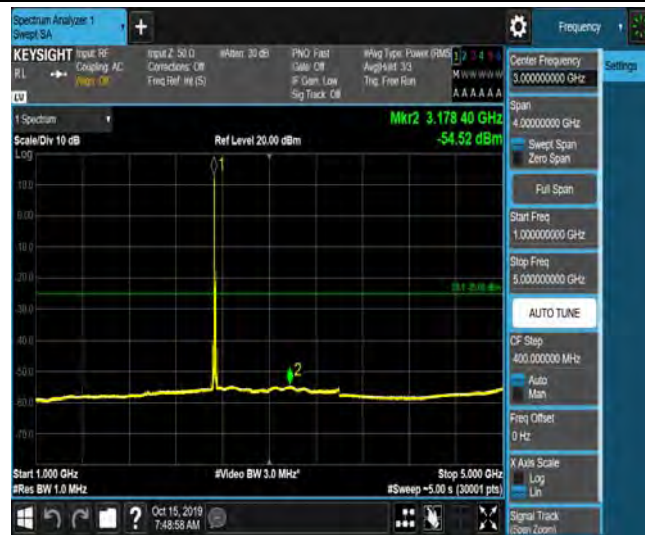 Spectrum Analyzer 1
Swept SA
+
Frequency
KEYSIGHT
Input: RF
Coupling: AC
Align: Off
Input Z: 50 Ω
Corrections: Off
Freq Ref: Int (S)
#Atten: 30 dB
PNO: Fast
Gate: Off
IF Gain: Low
Sig Track: Off
#Avg Type: Power (RMS
Avg|Hold: 3/3
Trig: Free Run
1 2 3 4 5 6
M W W W W W
A A A A A A
RL
LV
1 Spectrum
Scale/Div 10 dB
Log
Ref Level 20.00 dBm
Mkr2 3.178 40 GHz
-54.52 dBm
1
10.0
0.00
-10.0
-20.0
-30.0
-40.0
-50.0
-60.0
-70.0
2
Start 1.000 GHz
#Res BW 1.0 MHz
#Video BW 3.0 MHz*
Stop 5.000 GHz
#Sweep ~5.00 s (30001 pts)
?
Oct 15, 2019
7:48:58 AM
Settings
Center Frequency
3.000000000 GHz
Span
4.00000000 GHz
Swept Span
Zero Span
Full Span
Start Freq
1.000000000 GHz
Stop Freq
5.000000000 GHz
AUTO TUNE
CF Step
400.000000 MHz
Auto
Man
Freq Offset
0 Hz
X Axis Scale
Log
Lin
Signal Track
(Span Zoom)